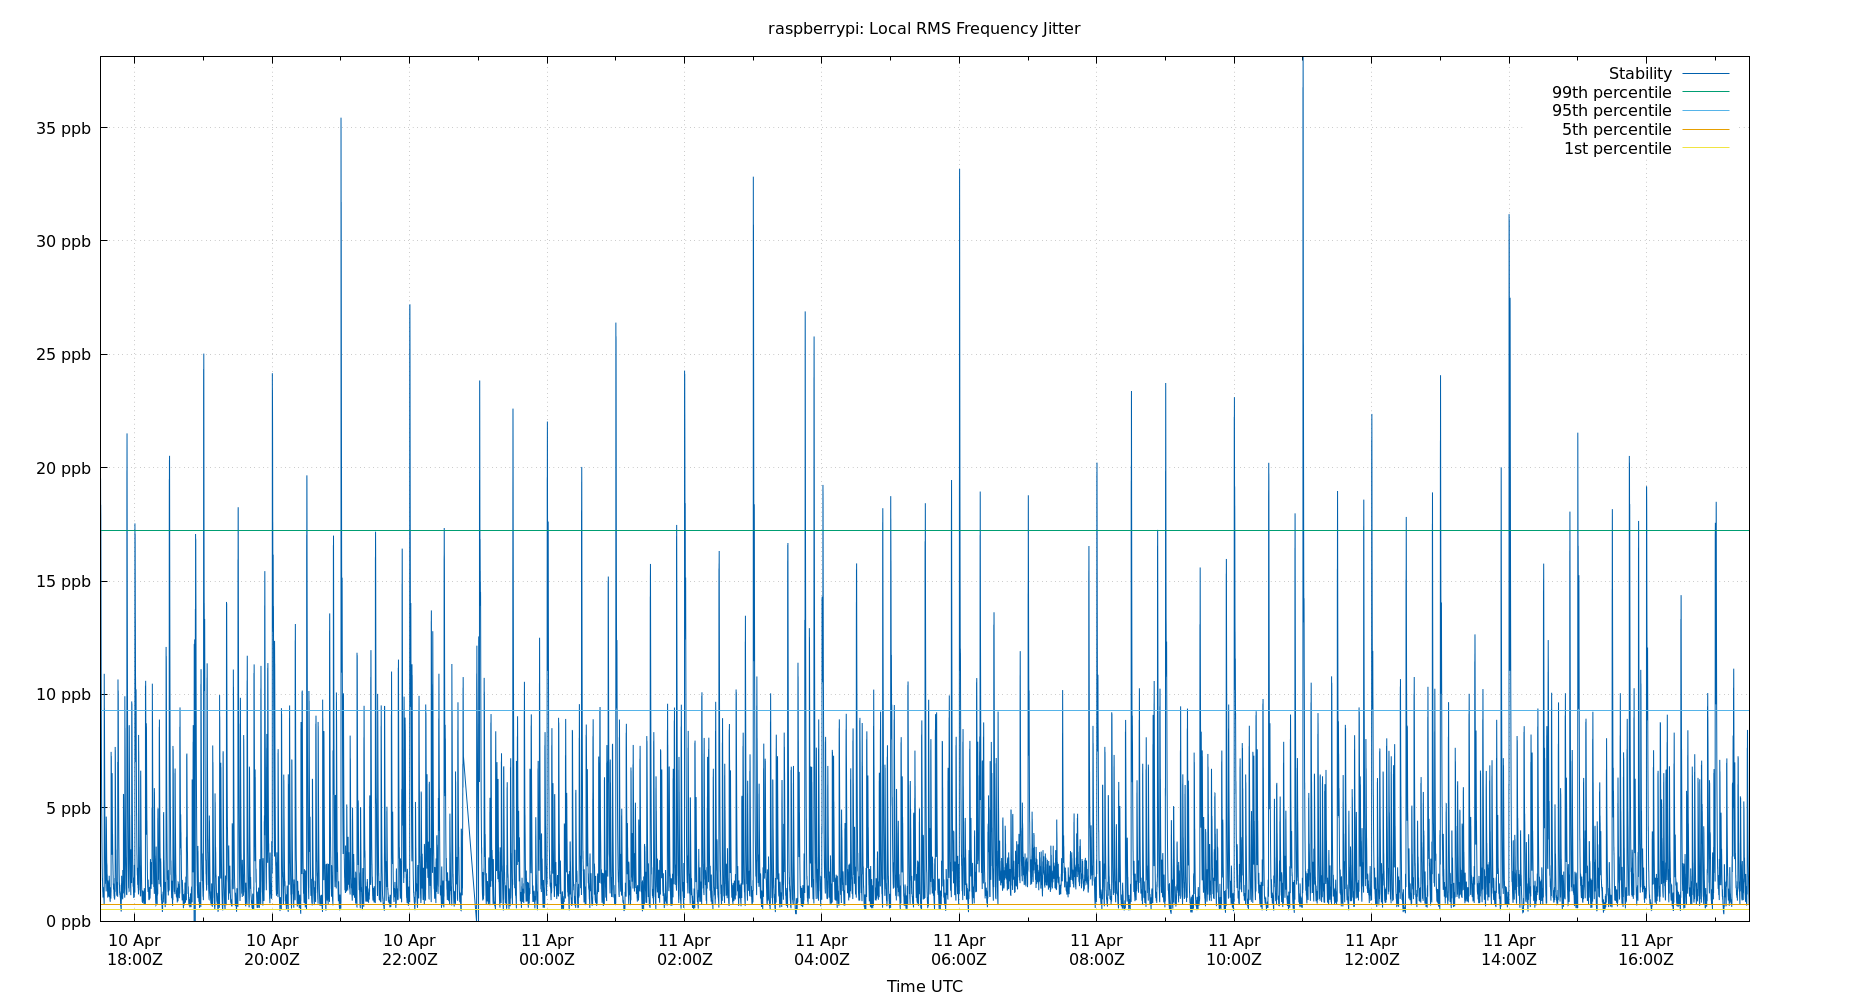 raspberrypi: Local RMS Frequency Jitter
Stability
99th percentile
95th percentile
5th percentile
1st percentile
35 ppb
30 ppb
25 ppb
20 ppb
15 ppb
10 ppb
5 ppb
0 ppb
10 Apr 10 Apr 10 Apr 11 Apr 11 Apr 11 Apr 11 Apr 11 Apr 11 Apr 11 Apr 11 Apr 11 Apr
18:00Z 20:00Z 22:00Z 00:00Z 02:00Z 04:00Z 06:00Z 08:00Z 10:00Z 12:00Z 14:00Z 16:00Z
Time UTC